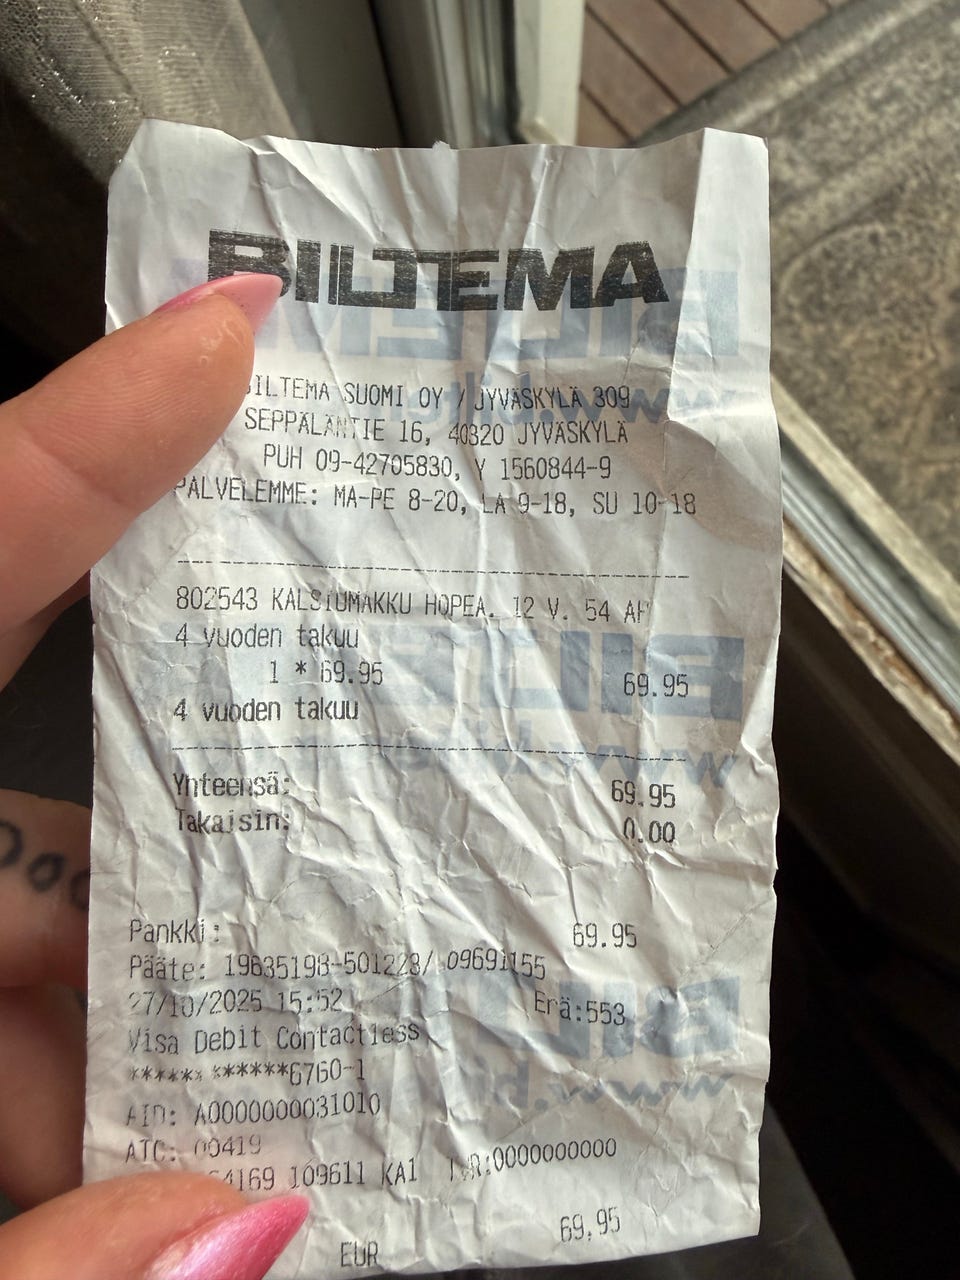 BILTEMA
BILTEMA SUOMI OY / JYVÄSKYLÄ 309
SEPPÄLÄNTIE 16, 40320 JYVÄSKYLÄ
PUH 09-42705830, Y 1560844-9
PALVELEMME: MA-PE 8-20, LA 9-18, SU 10-18
802543 KALSIUMAKKU HOPEA. 12 V. 54 AH
4 vuoden takuu
1 * 69.95 69.95
4 vuoden takuu
Yhteensä: 69.95
Takaisin: 0.00
Pankki: 69.95
Pääte: 19635198-501223/ 09691155
27/10/2025 15:52 Erä:553
Visa Debit Contactless
************6760-1
AID: A0000000031010
ATC: 00419
109611 KA1 TVR:0000000000
EUR 69.95